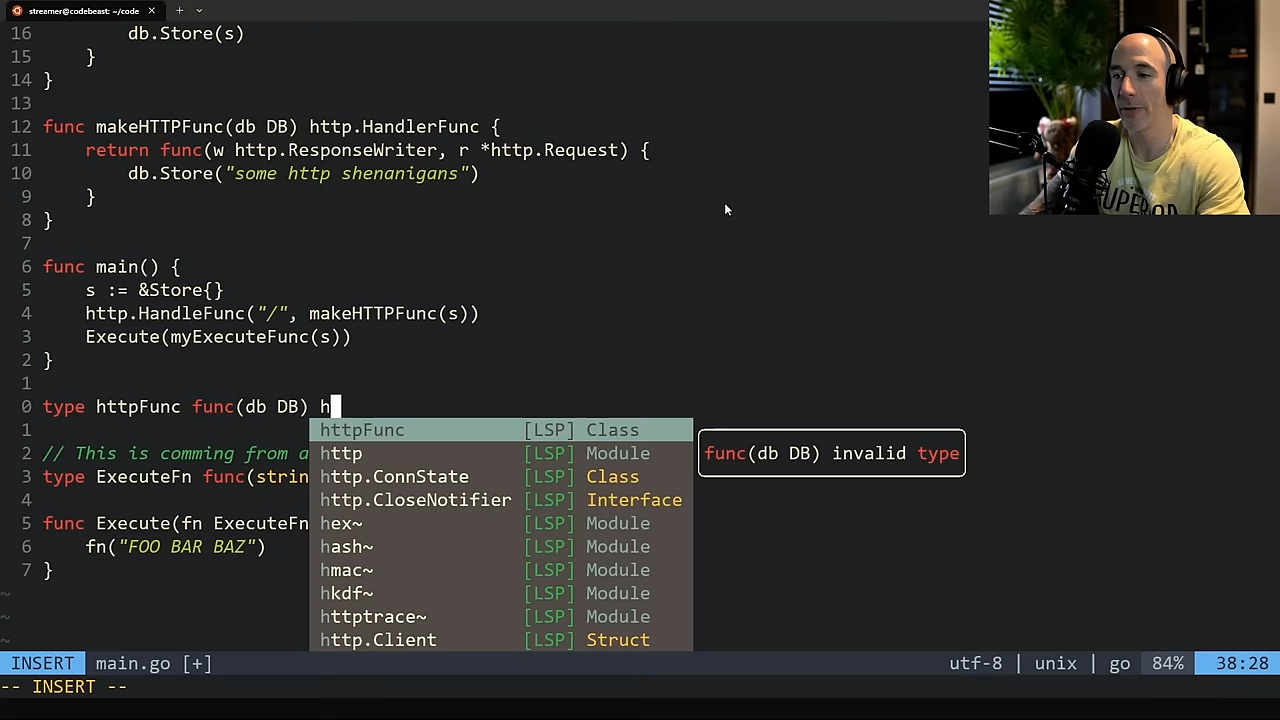 streamer@codebeast: ~/code × + ⌄
16 db.Store(s)
15 }
14 }
13
12 func makeHTTPFunc(db DB) http.HandlerFunc {
11 return func(w http.ResponseWriter, r *http.Request) {
10 db.Store("some http shenanigans")
9 }
8 }
7
6 func main() {
5 s := &Store{}
4 http.HandleFunc("/", makeHTTPFunc(s))
3 Execute(myExecuteFunc(s))
2 }
1
0 type httpFunc func(db DB) h
1 httpFunc [LSP] Class
2 // This is comming from a http [LSP] Module func(db DB) invalid type
3 type ExecuteFn func(strin http.ConnState [LSP] Class
4 http.CloseNotifier [LSP] Interface
5 func Execute(fn ExecuteFn hex~ [LSP] Module
6 fn("FOO BAR BAZ") hash~ [LSP] Module
7 } hmac~ [LSP] Module
~ hkdf~ [LSP] Module
~ httptrace~ [LSP] Module
~ http.Client [LSP] Struct
INSERT main.go [+] utf-8 | unix | go 84% 38:28
-- INSERT --